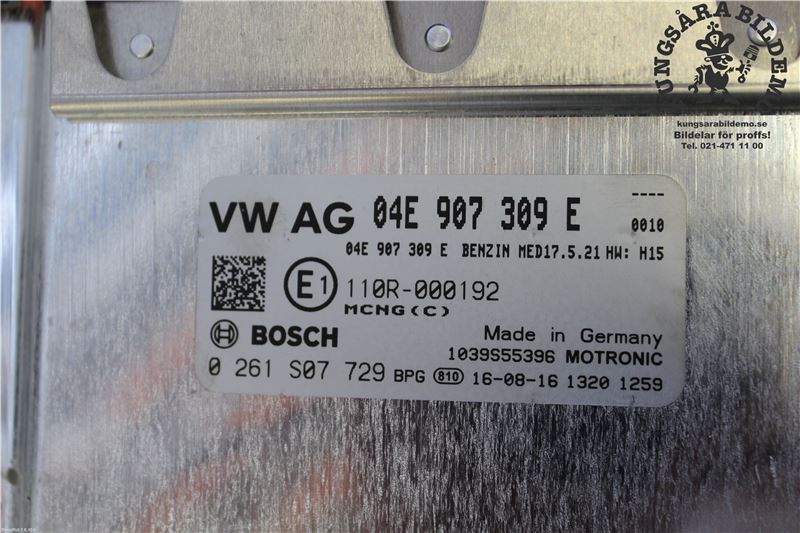 KUNGSÅRA BILDEMO
kungsarabildemo.se
Bildelar för proffs!
Tel. 021-471 11 00
----
VW AG 04E 907 309 E 0010
04E 907 309 E BENZIN MED17.5.21 HW: H15
E1 110R-000192
MCNG(C)
BOSCH Made in Germany
1039S55396 MOTRONIC
0 261 S07 729 BPG 810 16-08-16 1320 1259